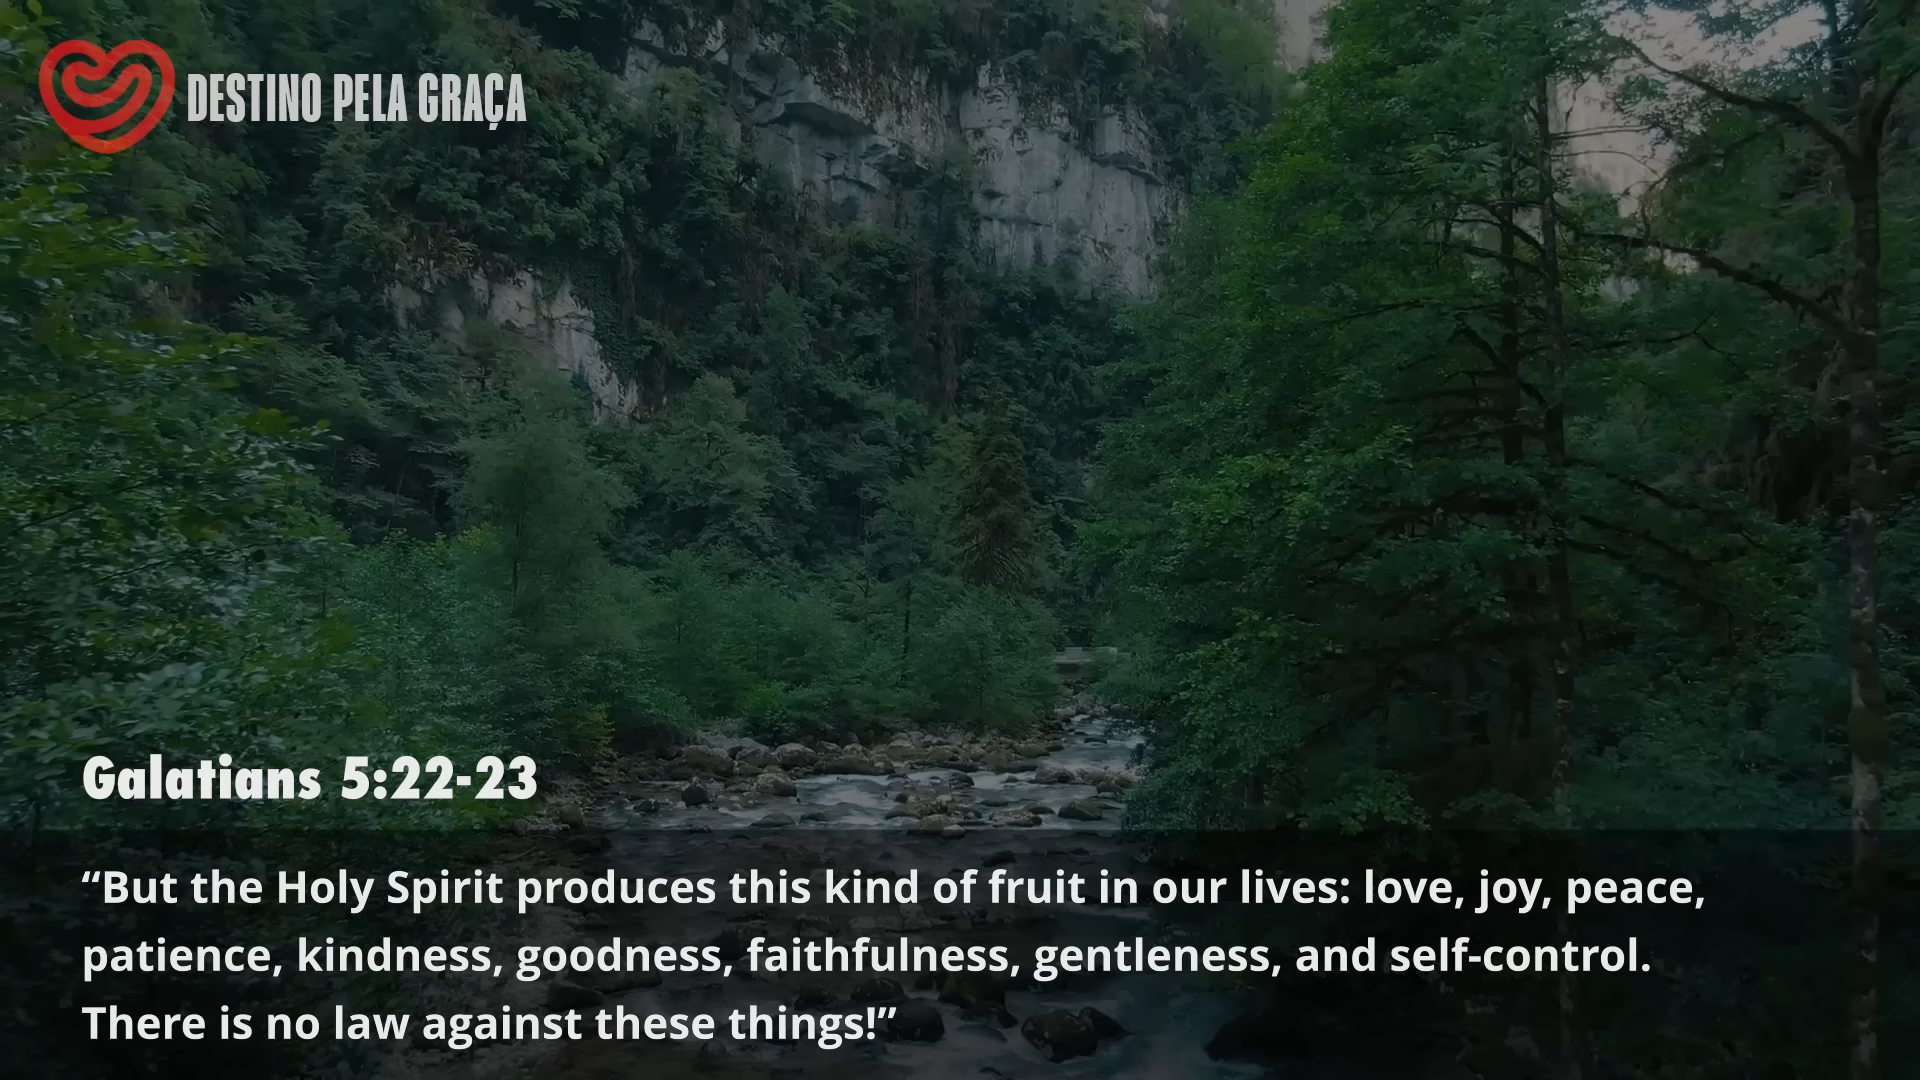 DESTINO PELA GRAÇA
Galatians 5:22-23
“But the Holy Spirit produces this kind of fruit in our lives: love, joy, peace,
patience, kindness, goodness, faithfulness, gentleness, and self-control.
There is no law against these things!”